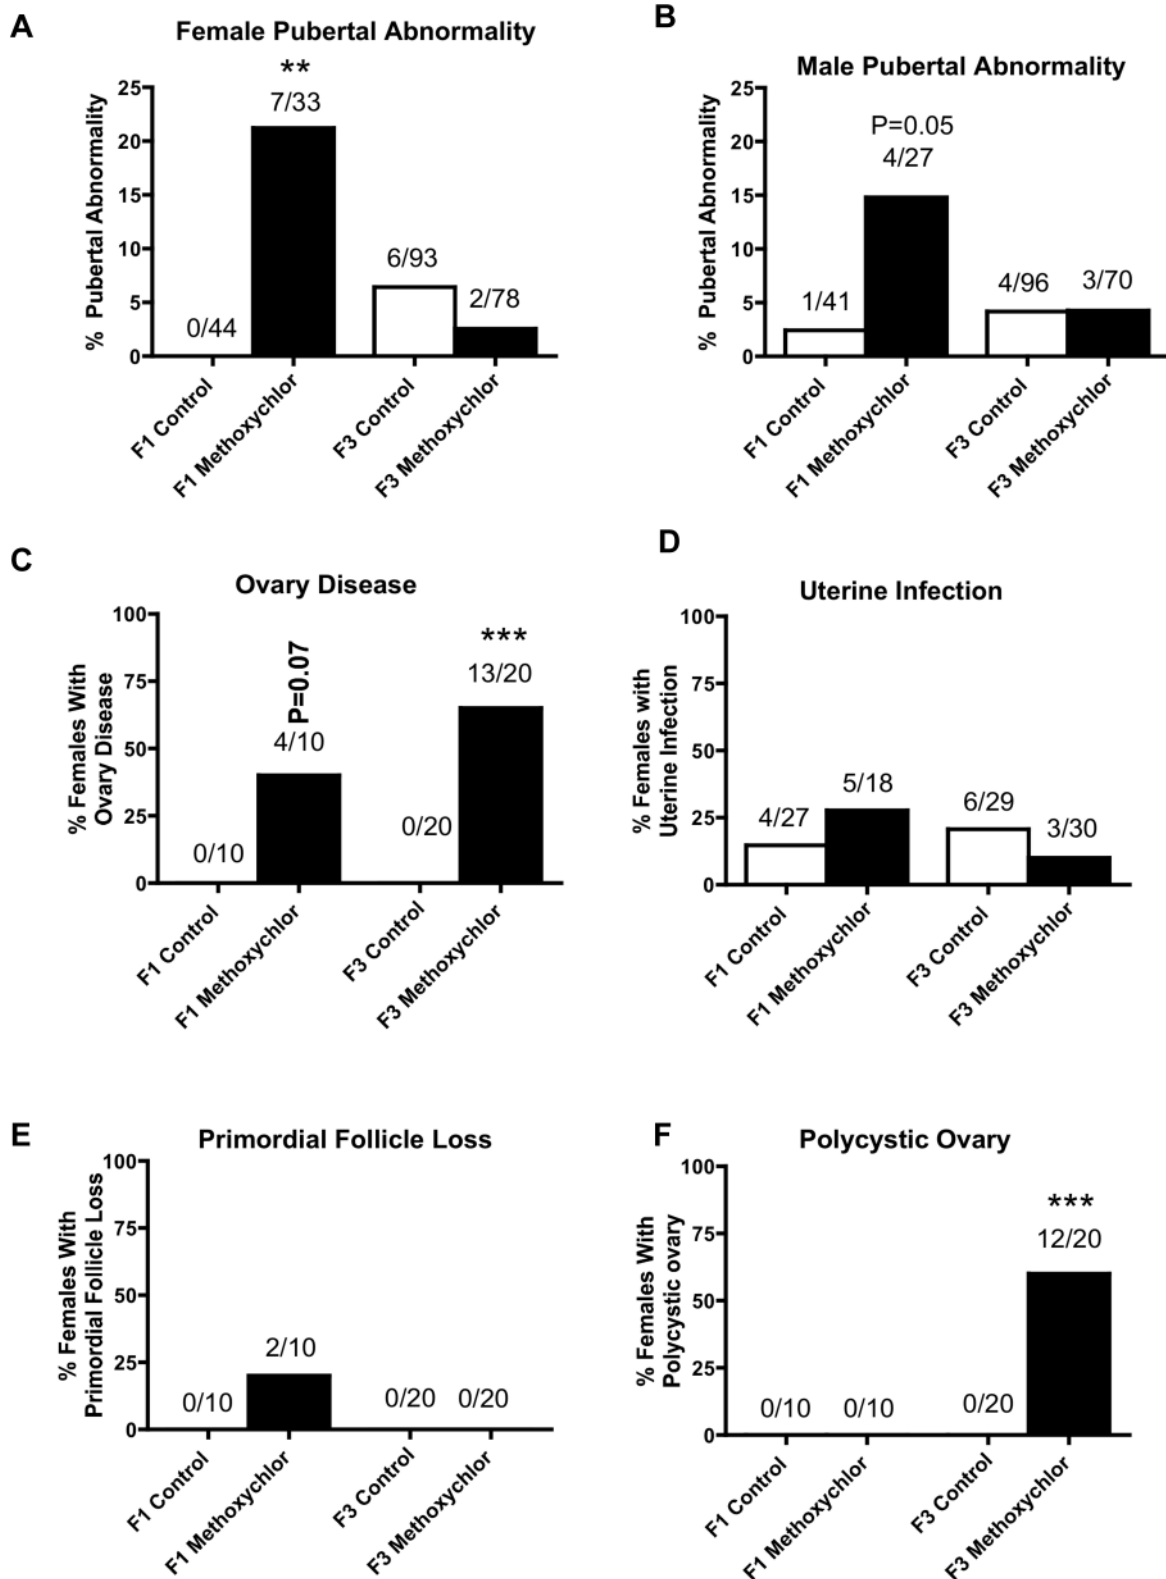 A
Female Pubertal Abnormality
**
% Pubertal Abnormality
25
20
15
10
5
0
0/44
7/33
6/93
2/78
F1 Control
F1 Methoxychlor
F3 Control
F3 Methoxychlor
B
Male Pubertal Abnormality
% Pubertal Abnormality
25
20
15
10
5
0
1/41
P=0.05
4/27
4/96
3/70
F1 Control
F1 Methoxychlor
F3 Control
F3 Methoxychlor
C
Ovary Disease
% Females With
Ovary Disease
100
75
50
25
0
0/10
P=0.07
4/10
0/20
***
13/20
F1 Control
F1 Methoxychlor
F3 Control
F3 Methoxychlor
D
Uterine Infection
% Females with
Uterine Infection
100
75
50
25
0
4/27
5/18
6/29
3/30
F1 Control
F1 Methoxychlor
F3 Control
F3 Methoxychlor
E
Primordial Follicle Loss
% Females With
Primordial Follicle Loss
100
75
50
25
0
0/10
2/10
0/20
0/20
F1 Control
F1 Methoxychlor
F3 Control
F3 Methoxychlor
F
Polycystic Ovary
% Females With
Polycystic ovary
100
75
50
25
0
0/10
0/10
0/20
***
12/20
F1 Control
F1 Methoxychlor
F3 Control
F3 Methoxychlor